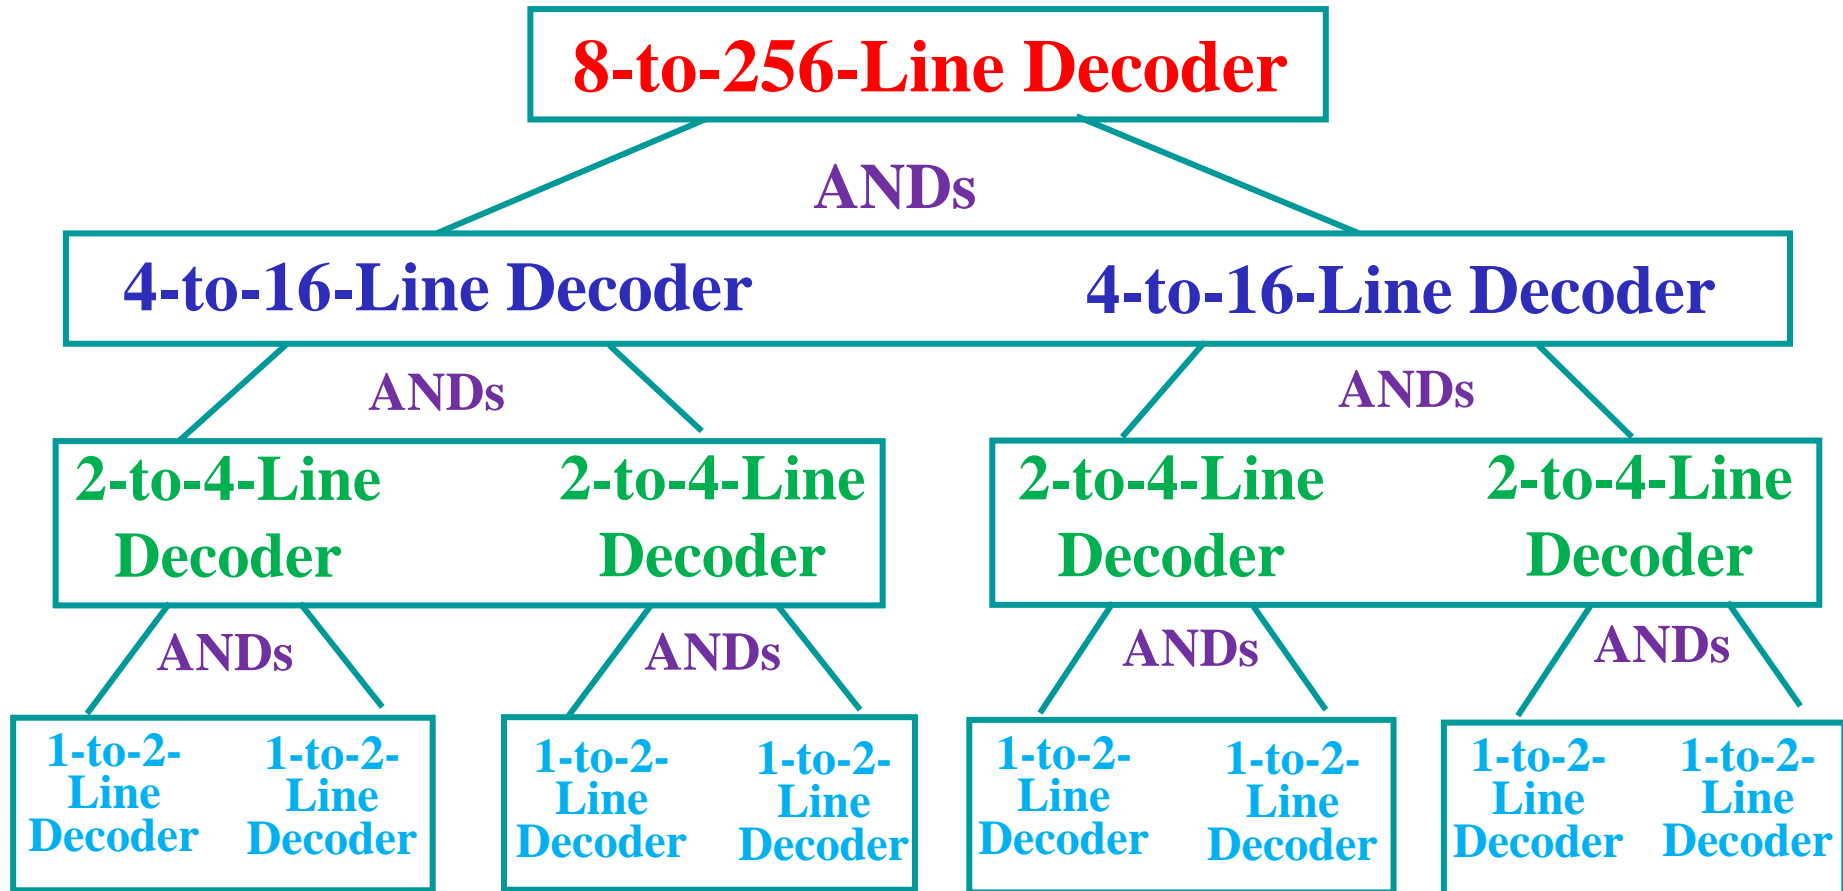 8-to-256-Line Decoder
ANDs
4-to-16-Line Decoder
4-to-16-Line Decoder
ANDs
ANDs
2-to-4-Line
Decoder
2-to-4-Line
Decoder
2-to-4-Line
Decoder
2-to-4-Line
Decoder
ANDs
ANDs
ANDs
ANDs
1-to-2-
Line
Decoder
1-to-2-
Line
Decoder
1-to-2-
Line
Decoder
1-to-2-
Line
Decoder
1-to-2-
Line
Decoder
1-to-2-
Line
Decoder
1-to-2-
Line
Decoder
1-to-2-
Line
Decoder